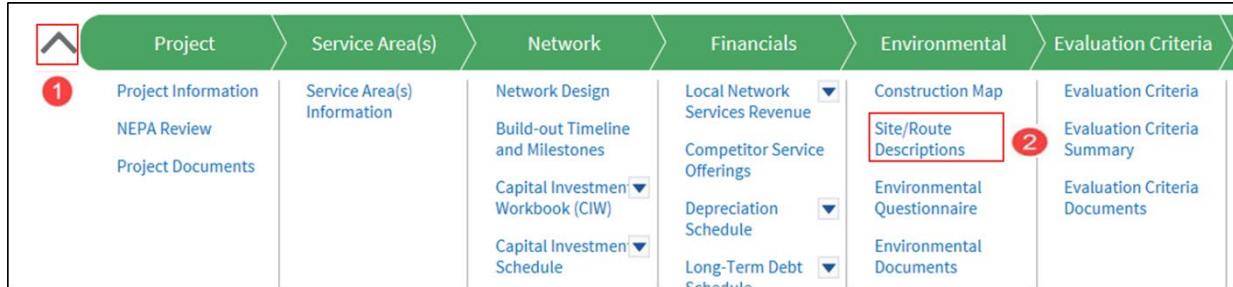 Project
Service Area(s)
Network
Financials
Environmental
Evaluation Criteria
1
Project Information
NEPA Review
Project Documents
Service Area(s)
Information
Network Design
Build-out Timeline
and Milestones
Capital Investmen
Workbook (CIW)
Capital Investmen
Schedule
Local Network
Services Revenue
Competitor Service
Offerings
Depreciation
Schedule
Long-Term Debt
Schedule
Construction Map
Site/Route
Descriptions
2
Environmental
Questionnaire
Environmental
Documents
Evaluation Criteria
Evaluation Criteria
Summary
Evaluation Criteria
Documents